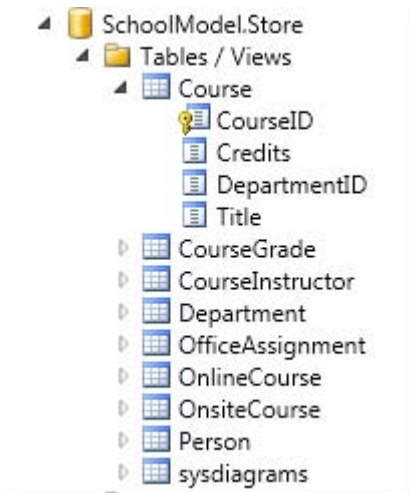 SchoolModel.Store
Tables / Views
Course
CourseID
Credits
DepartmentID
Title
CourseGrade
CourseInstructor
Department
OfficeAssignment
OnlineCourse
OnsiteCourse
Person
sysdiagrams